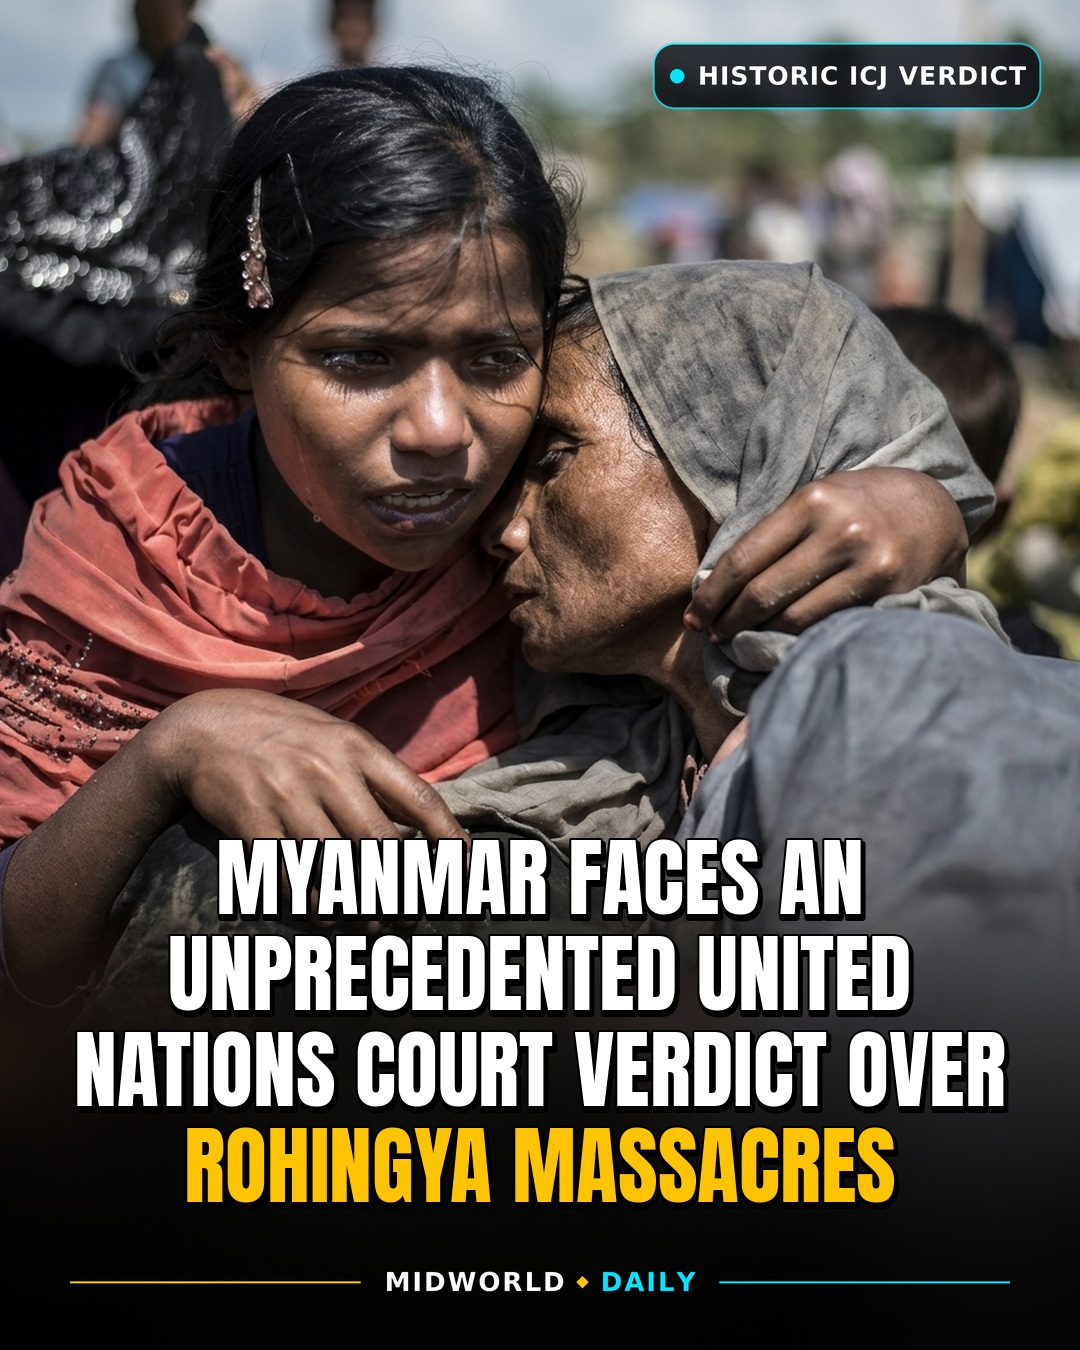 HISTORIC ICJ VERDICT
MYANMAR FACES AN
UNPRECEDENTED UNITED
NATIONS COURT VERDICT OVER
ROHINGYA MASSACRES
MIDWORLD ◆ DAILY